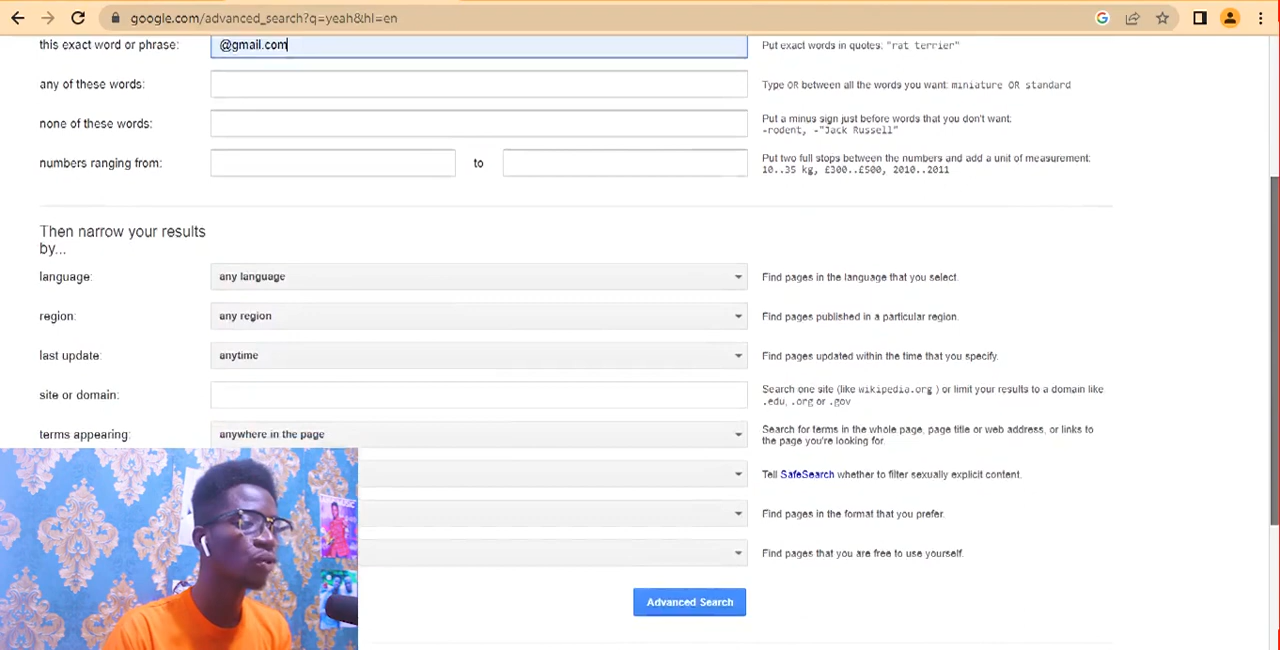 google.com/advanced_search?q=yeah&hl=en
this exact word or phrase: @gmail.com Put exact words in quotes: "rat terrier"
any of these words: Type OR between all the words you want: miniature OR standard
none of these words: Put a minus sign just before words that you don't want:
-rodent, -"Jack Russell"
numbers ranging from: to Put two full stops between the numbers and add a unit of measurement:
10..35 kg, £300..£500, 2010..2011
Then narrow your results
by...
language: any language Find pages in the language that you select.
region: any region Find pages published in a particular region.
last update: anytime Find pages updated within the time that you specify.
site or domain: Search one site (like wikipedia.org ) or limit your results to a domain like
.edu, .org or .gov
terms appearing: anywhere in the page Search for terms in the whole page, page title or web address, or links to
the page you're looking for.
Tell SafeSearch whether to filter sexually explicit content.
Find pages in the format that you prefer.
Find pages that you are free to use yourself.
Advanced Search